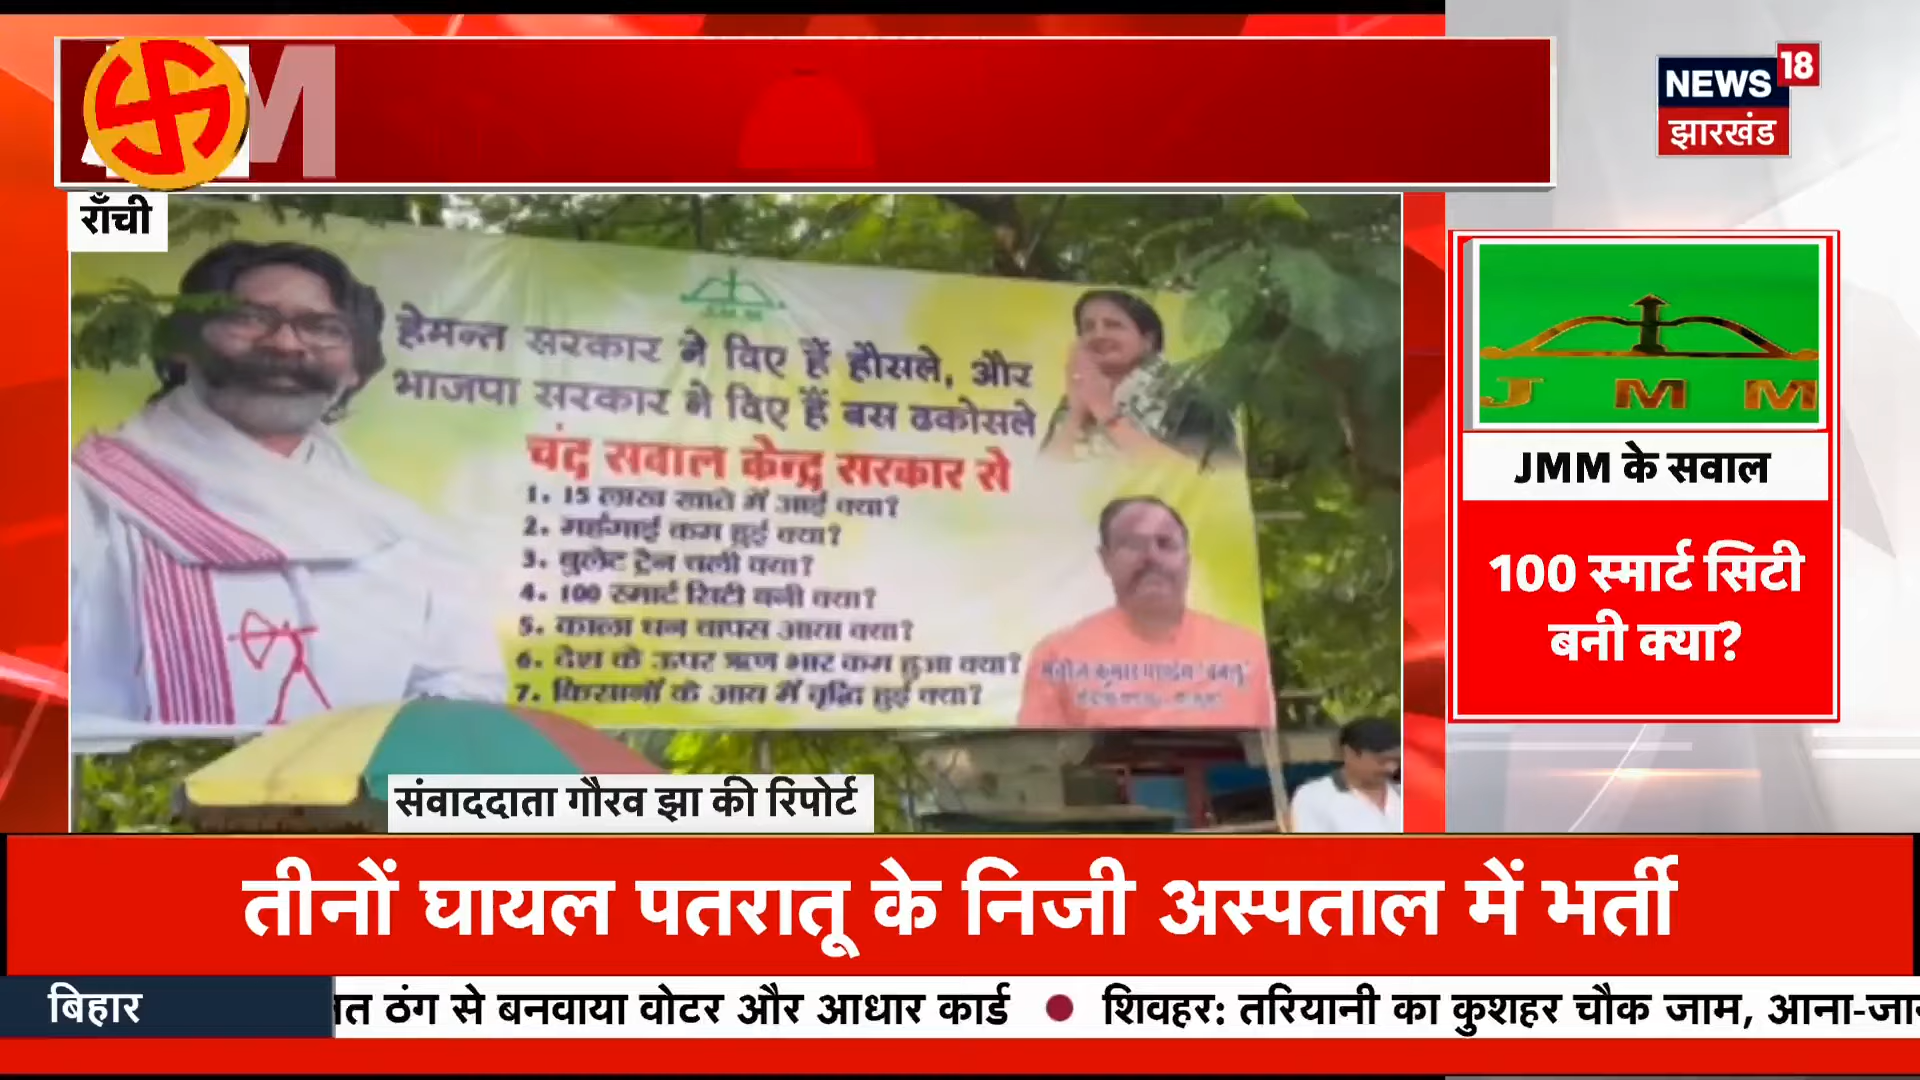 NEWS 18
झारखंड
राँची
JMM
हेमन्त सरकार ने दिए हैं हौसले, और
भाजपा सरकार ने दिए हैं बस ढकोसले
चंद सवाल केन्द्र सरकार से
1. 15 लाख खाते में आई क्या?
2. महँगाई कम हुई क्या?
3. बुलेट ट्रेन चली क्या?
4. 100 स्मार्ट सिटी बनी क्या?
5. काला धन वापस आया क्या?
6. देश के ऊपर ऋण भार कम हुआ क्या?
7. किसानों के आय में वृद्धि हुई क्या?
J M M
JMM के सवाल
100 स्मार्ट सिटी
बनी क्या?
संवाददाता गौरव झा की रिपोर्ट
तीनों घायल पतरातू के निजी अस्पताल में भर्ती
बिहार
ठंग से बनवाया वोटर और आधार कार्ड ● शिवहर: तरियानी का कुशहर चौक जाम,